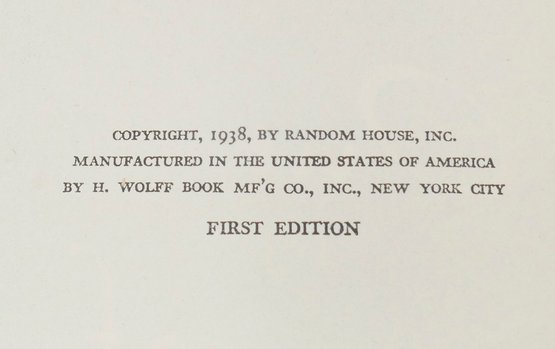 COPYRIGHT, 1938, BY RANDOM HOUSE, INC.
MANUFACTURED IN THE UNITED STATES OF AMERICA
BY H. WOLFF BOOK MF'G CO., INC., NEW YORK CITY
FIRST EDITION